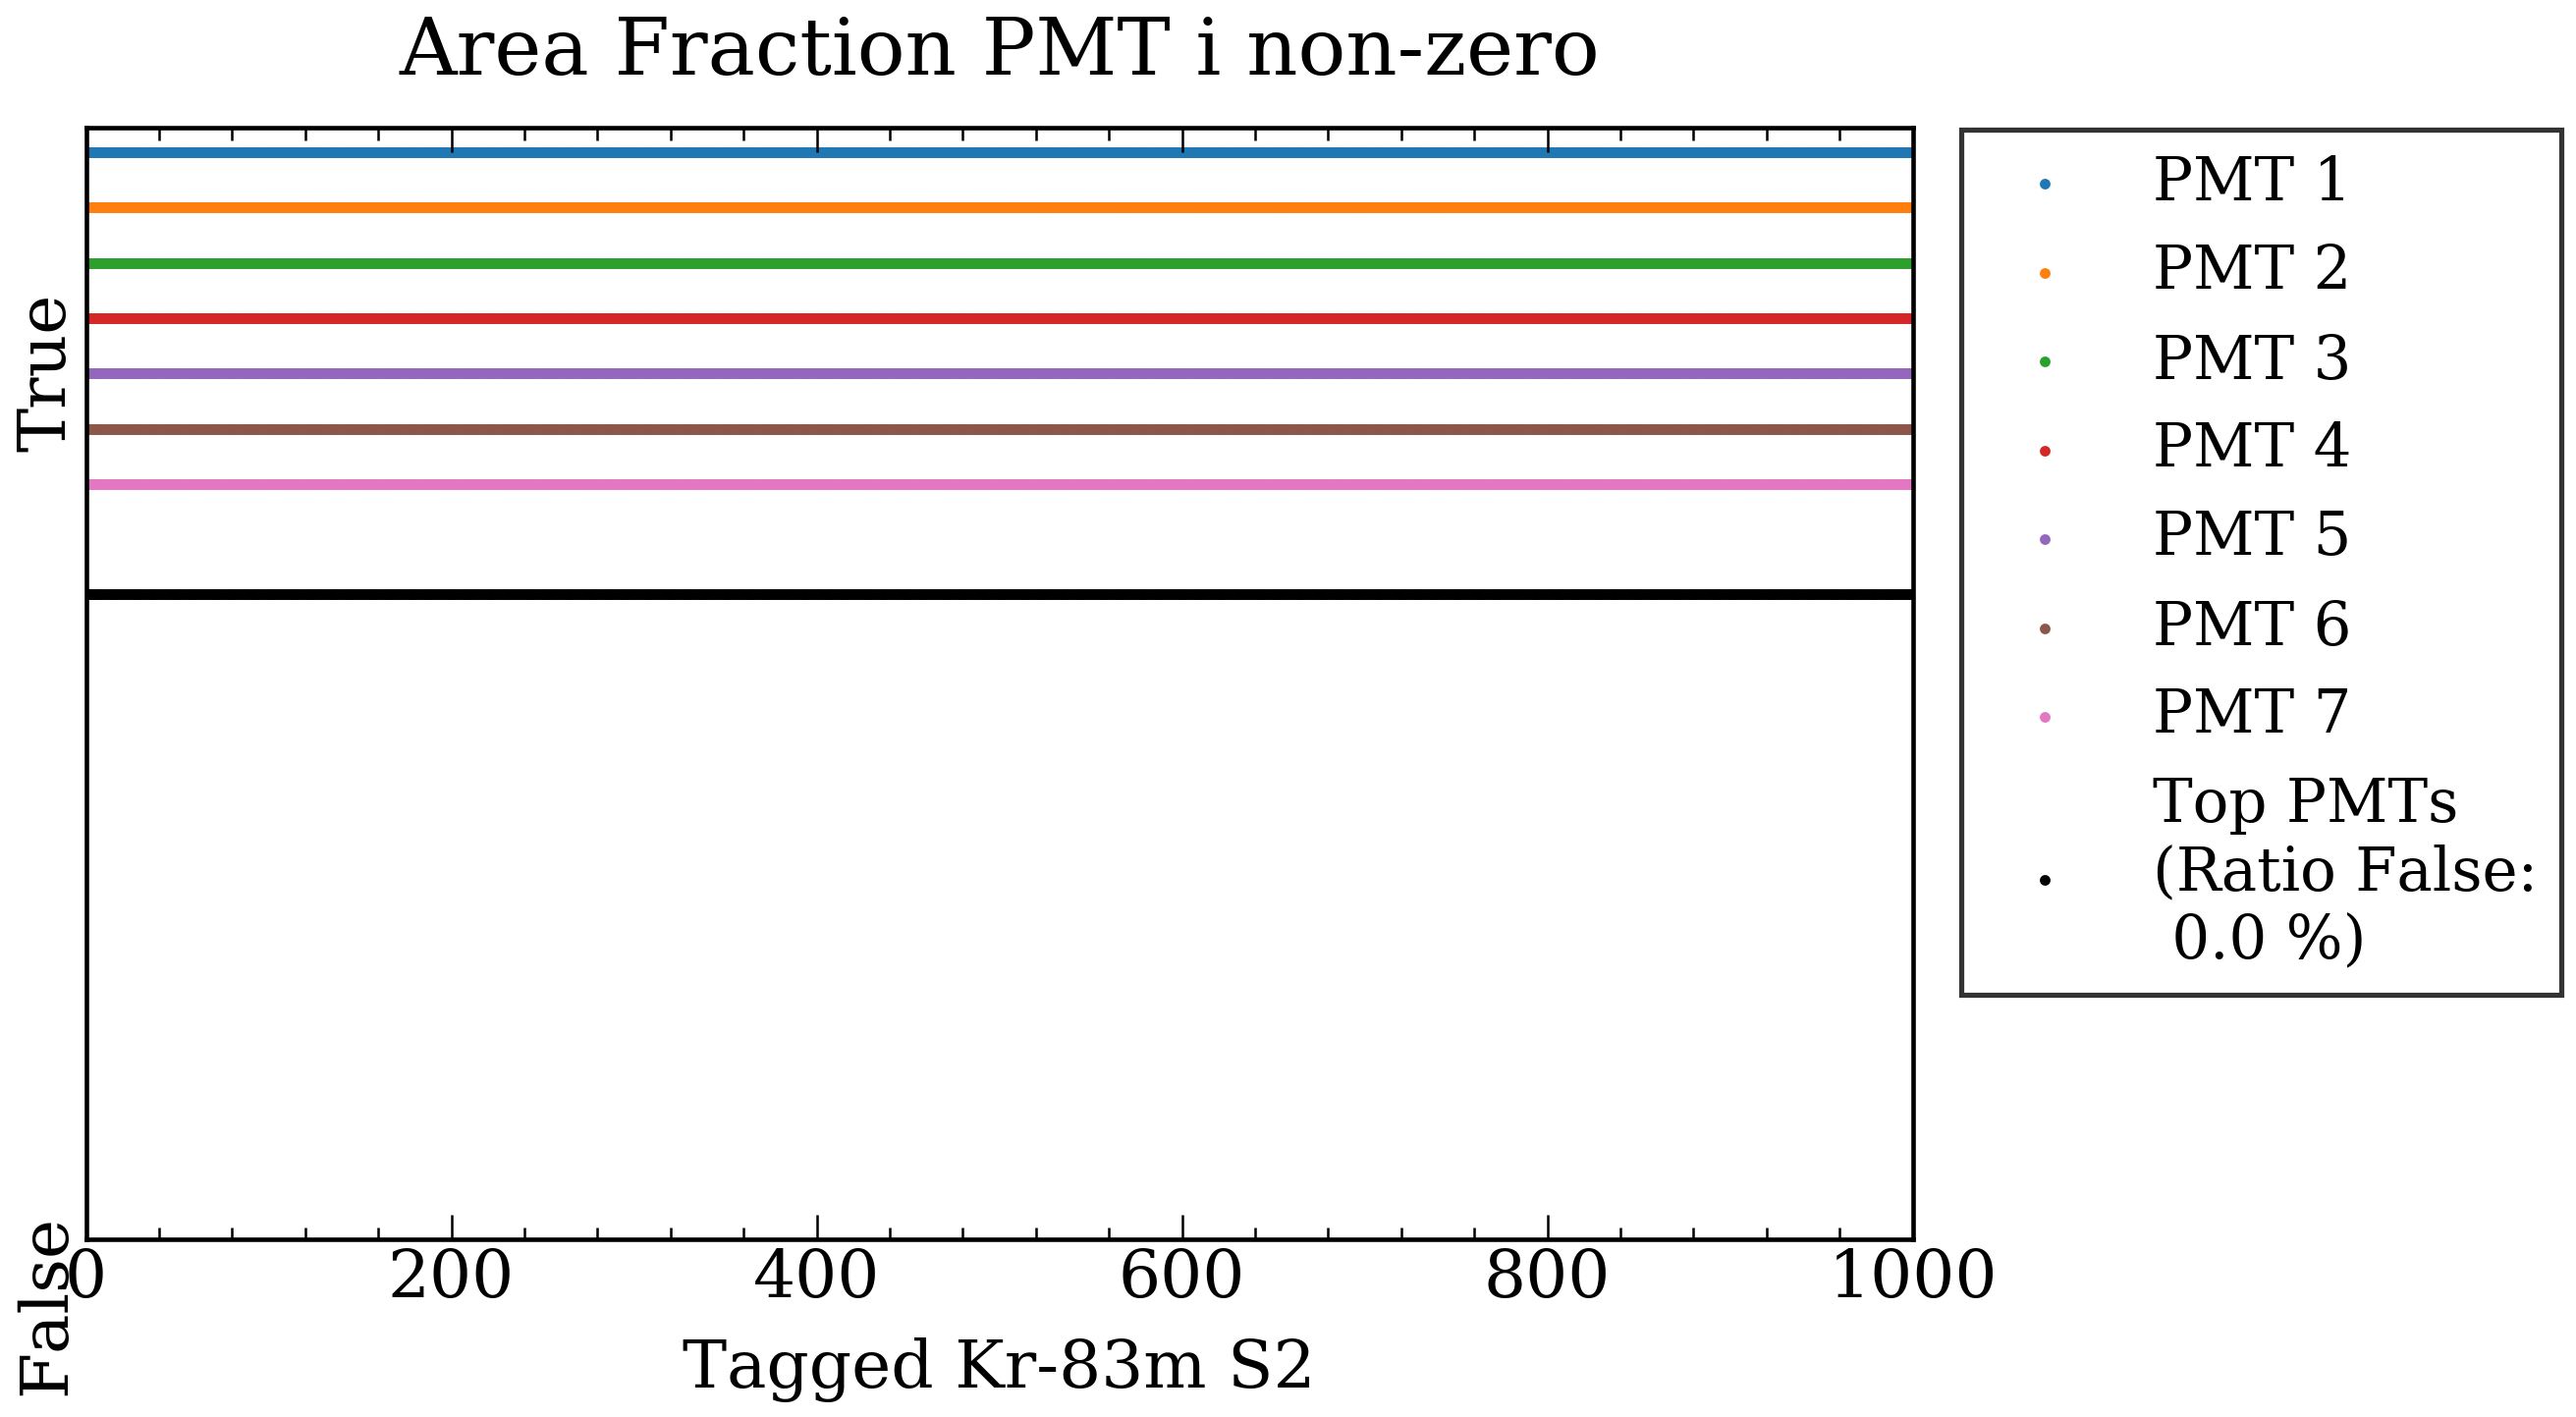 Area Fraction PMT i non-zero
True
False
0
200
400
600
800
1000
Tagged Kr-83m S2
PMT 1
PMT 2
PMT 3
PMT 4
PMT 5
PMT 6
PMT 7
Top PMTs
(Ratio False:
0.0 %)